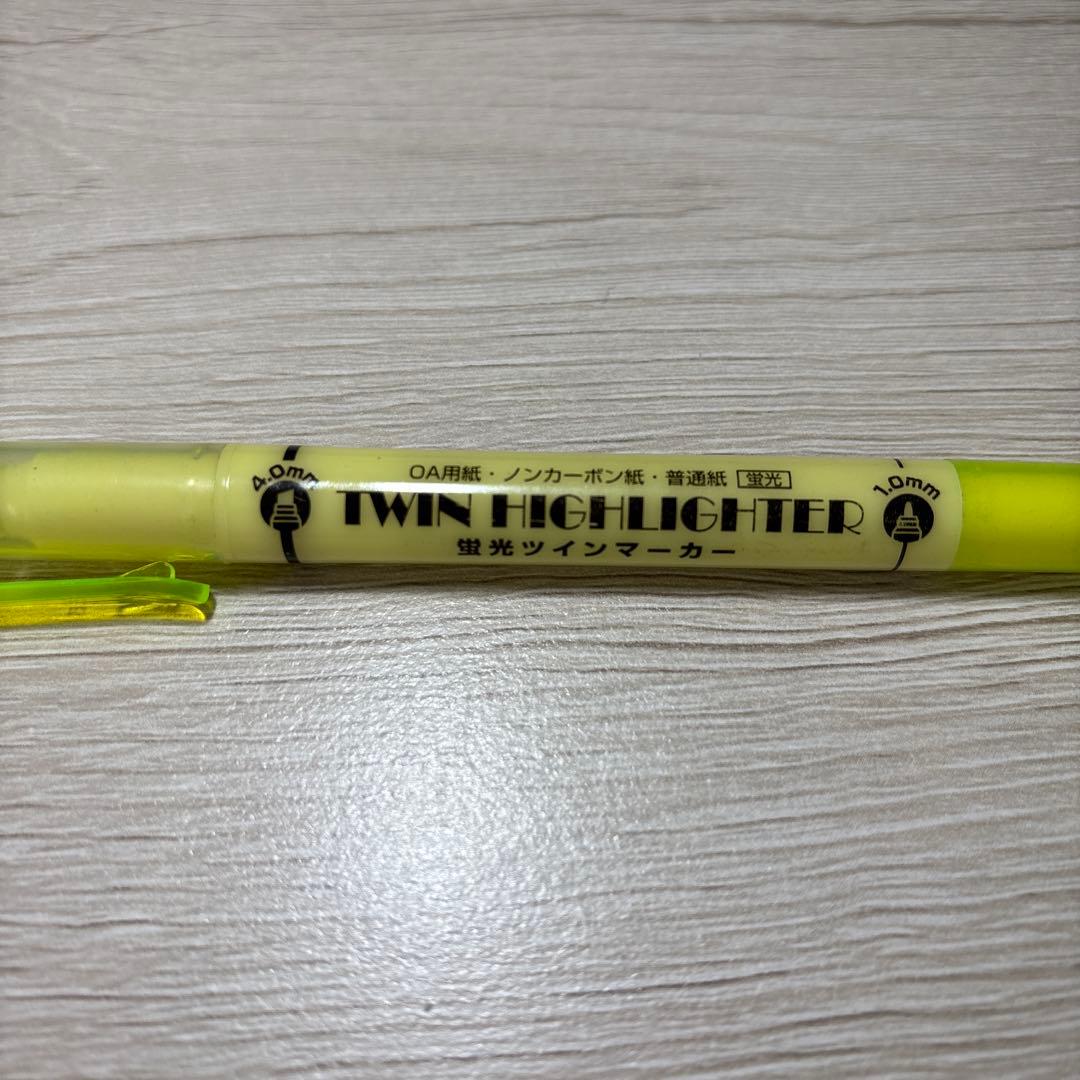 4.0mm
OA用紙・ノンカーボン紙・普通紙 蛍光
TWIN HIGHLIGHTER
蛍光ツインマーカー
1.0mm